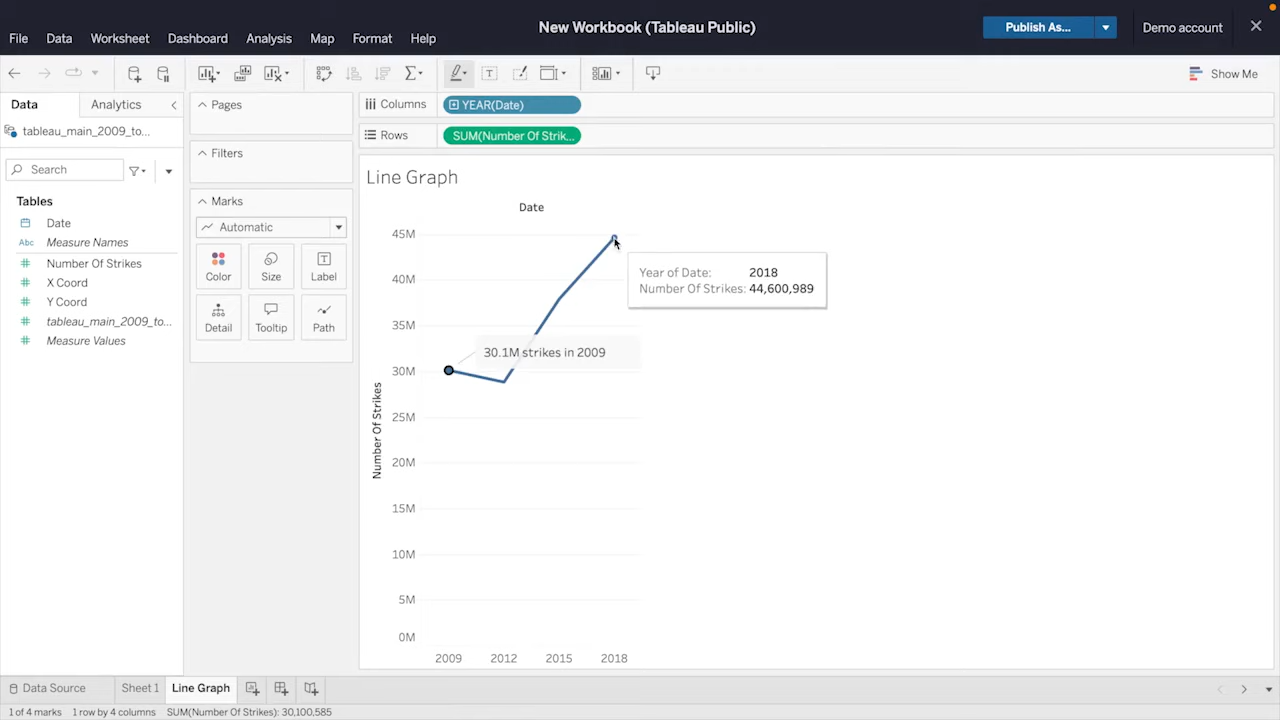 New Workbook (Tableau Public)
Publish As...
Demo account
File Data Worksheet Dashboard Analysis Map Format Help
Show Me
Data Analytics
tableau_main_2009_to...
Search
Tables
Date
Abc Measure Names
Number Of Strikes
X Coord
Y Coord
tableau_main_2009_to...
Measure Values
Pages
Filters
Marks
Automatic
Color Size Label
Detail Tooltip Path
Columns YEAR(Date)
Rows SUM(Number Of Strik...
Line Graph
Date
45M
40M
35M
30M
25M
20M
15M
10M
5M
0M
Number Of Strikes
Year of Date: 2018
Number Of Strikes: 44,600,989
30.1M strikes in 2009
2009 2012 2015 2018
Data Source Sheet 1 Line Graph
1 of 4 marks 1 row by 4 columns SUM(Number Of Strikes): 30,100,585